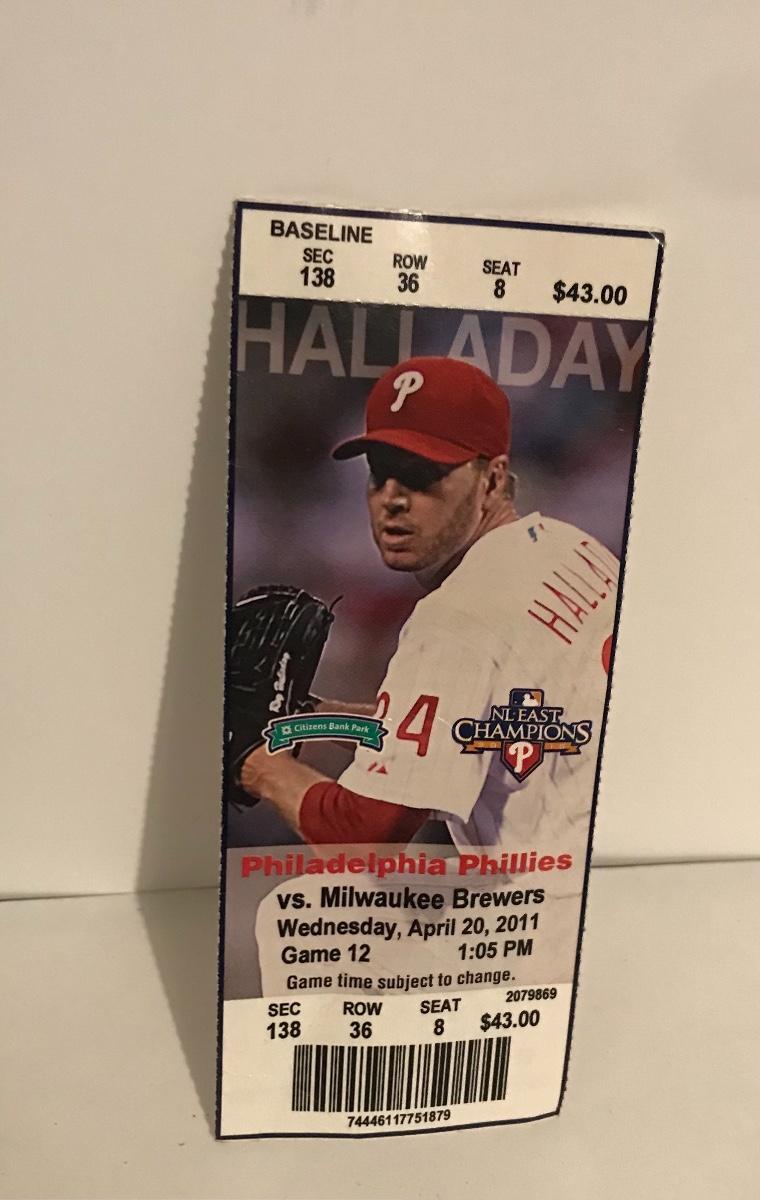 BASELINE
SEC ROW SEAT
138 36 8 $43.00
HALLADAY
P
HALLAD
Citizens Bank Park
4
NL EAST
CHAMPIONS
P
Philadelphia Phillies
vs. Milwaukee Brewers
Wednesday, April 20, 2011
Game 12 1:05 PM
Game time subject to change.
2079869
SEC ROW SEAT
138 36 8 $43.00
74446117751879